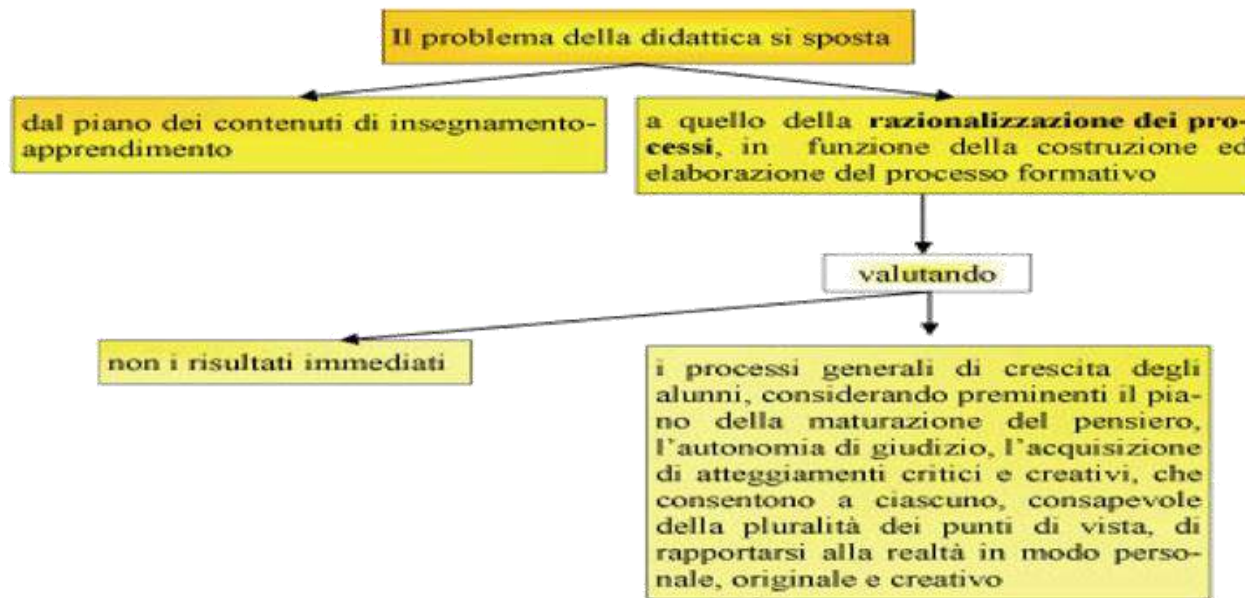 Il problema della didattica si sposta
dal piano dei contenuti di insegnamento-
apprendimento
a quello della razionalizzazione dei pro-
cessi, in funzione della costruzione ed
elaborazione del processo formativo
valutando
non i risultati immediati
i processi generali di crescita degli
alunni, considerando preminenti il pia-
no della maturazione del pensiero,
l'autonomia di giudizio, l'acquisizione
di atteggiamenti critici e creativi, che
consentono a ciascuno, consapevole
della pluralità dei punti di vista, di
rapportarsi alla realtà in modo perso-
nale, originale e creativo